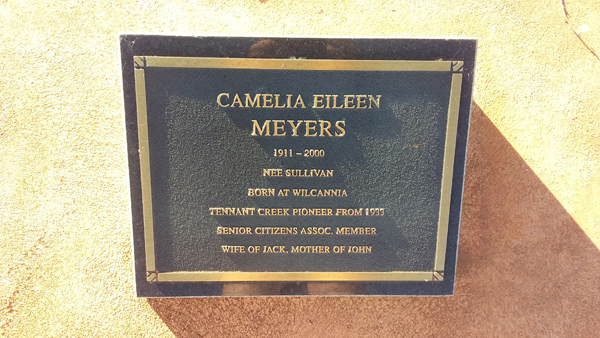 CAMELIA EILEEN
MEYERS
1911 – 2000
NEE SULLIVAN
BORN AT WILCANNIA
TENNANT CREEK PIONEER FROM
SENIOR CITIZENS ASSOC. MEMBER
WIFE OF JACK, MOTHER OF JOHN